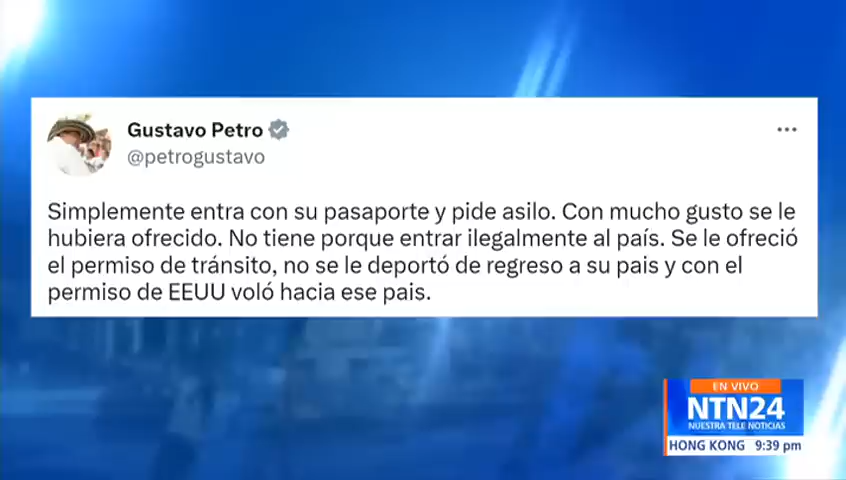 Gustavo Petro
@petrogustavo
Simplemente entra con su pasaporte y pide asilo. Con mucho gusto se le
hubiera ofrecido. No tiene porque entrar ilegalmente al país. Se le ofreció
el permiso de tránsito, no se le deportó de regreso a su pais y con el
permiso de EEUU voló hacia ese pais.
EN VIVO
NTN24
NUESTRA TELE NOTICIAS
HONG KONG 9:39 pm